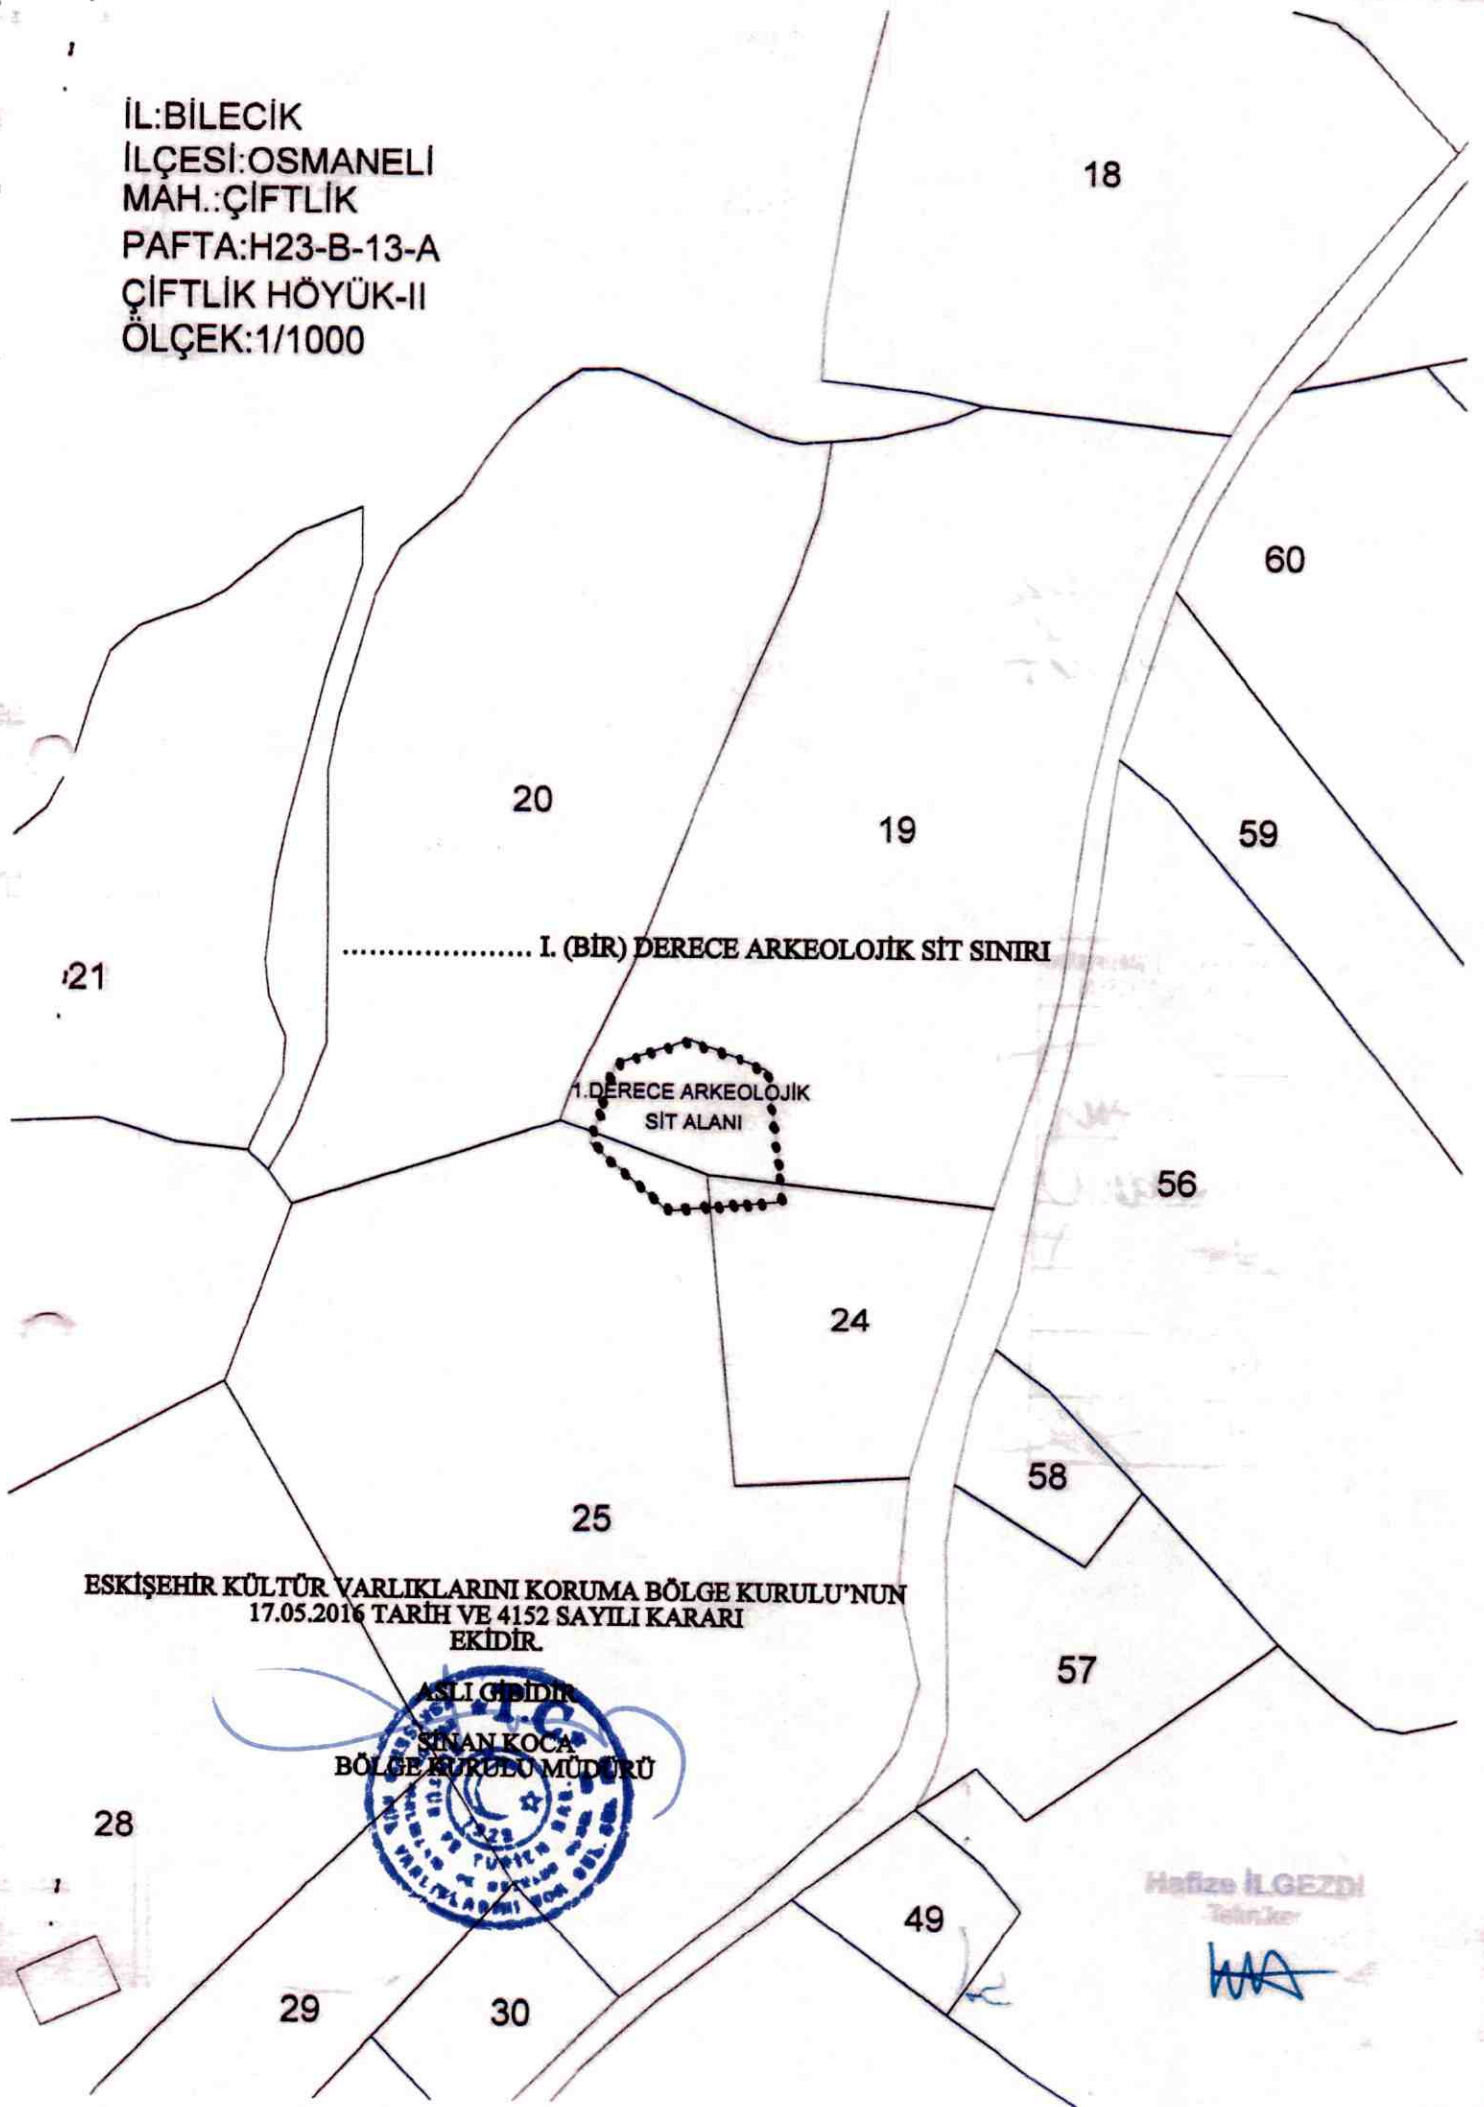 İL:BİLECİK
İLÇESİ:OSMANELİ
MAH.:ÇİFTLİK
PAFTA:H23-B-13-A
ÇİFTLİK HÖYÜK-II
ÖLÇEK:1/1000
18
60
20
19
59
.................... I. (BİR) DERECE ARKEOLOJİK SİT SINIRI
21
1.DERECE ARKEOLOJİK
SİT ALANI
56
24
58
25
ESKİŞEHİR KÜLTÜR VARLIKLARINI KORUMA BÖLGE KURULU'NUN
17.05.2016 TARİH VE 4152 SAYILI KARARI
EKİDİR.
57
ASLI GİBİDİR
T.C.
SİNAN KOCA
BÖLGE KURULU MÜDÜRÜ
28
49
Hafize İLGEZDİ
Tekniker
29
30